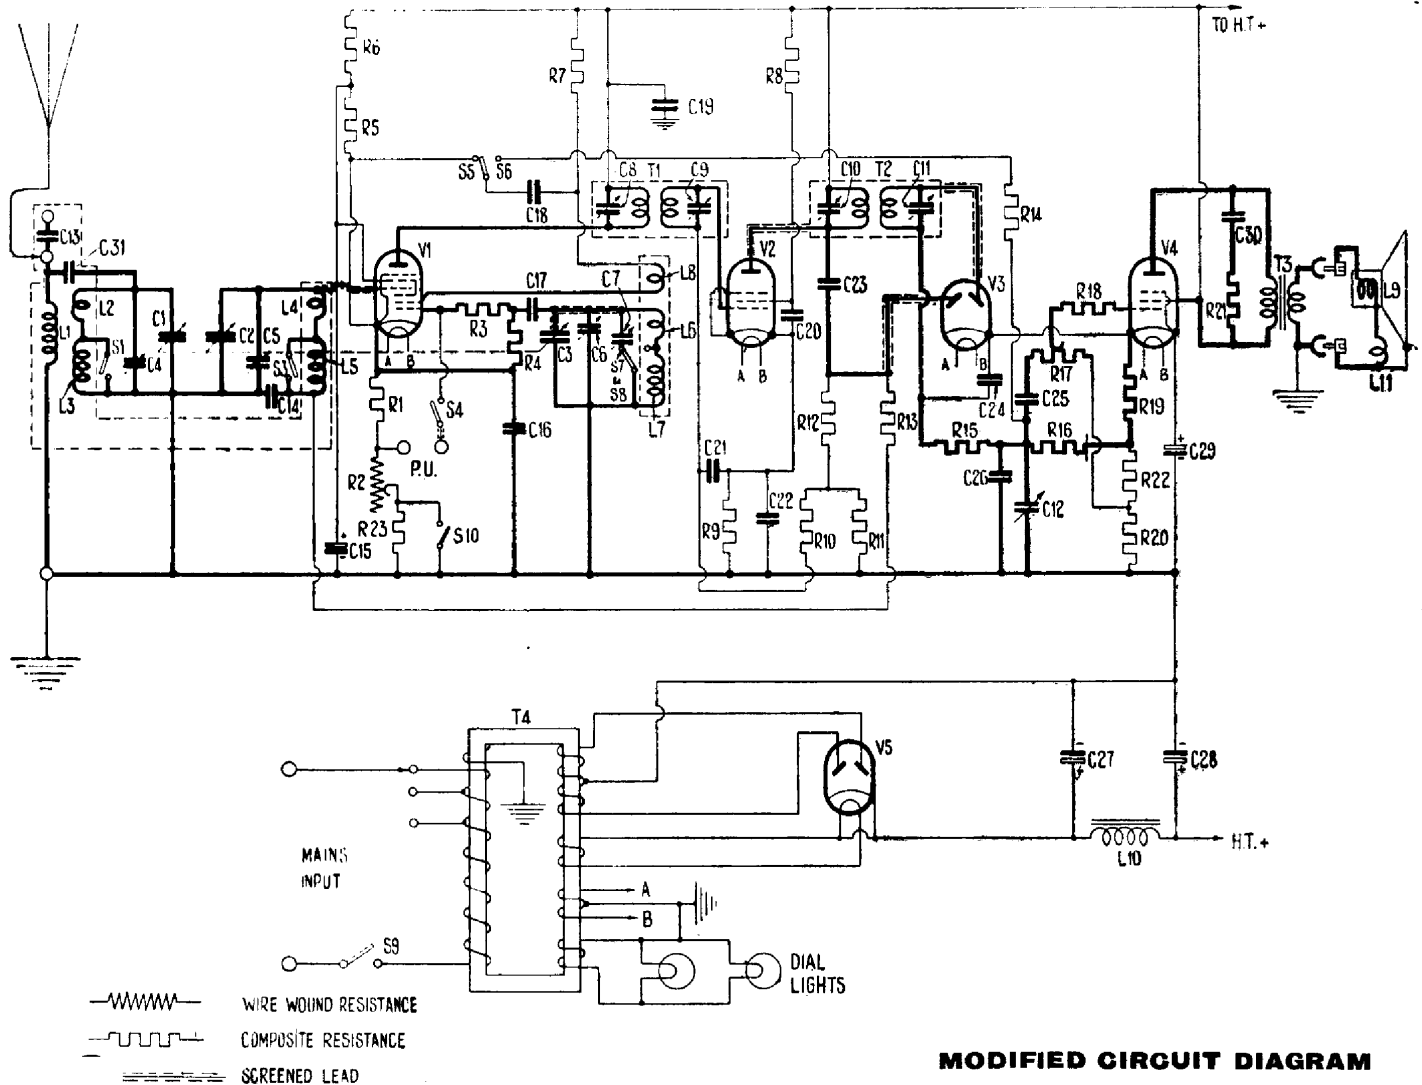 TO H.T+
R6
R7
R8
C19
R5
S5
S6
C18
C8
T1
C9
C10
T2
C11
R14
C13
C31
V1
V2
V3
V4
C30
T3
L9
L1
L2
L3
S1
C1
C4
C2
C5
S3
C14
L4
L5
A
B
C17
C7
L8
R3
R4
C3
C6
S7
&
S8
L6
L7
C20
A
B
C23
A
B
C24
R18
R17
C25
A
B
R21
L11
R1
S4
P.U.
C16
R2
R23
S10
C15
C21
R9
C22
R12
R13
R10
R11
R15
R16
C26
C12
R19
R22
R20
C29
T4
V5
C27
C28
L10
H.T.+
MAINS
INPUT
A
B
S9
DIAL
LIGHTS
WIRE WOUND RESISTANCE
COMPOSITE RESISTANCE
SCREENED LEAD
MODIFIED CIRCUIT DIAGRAM